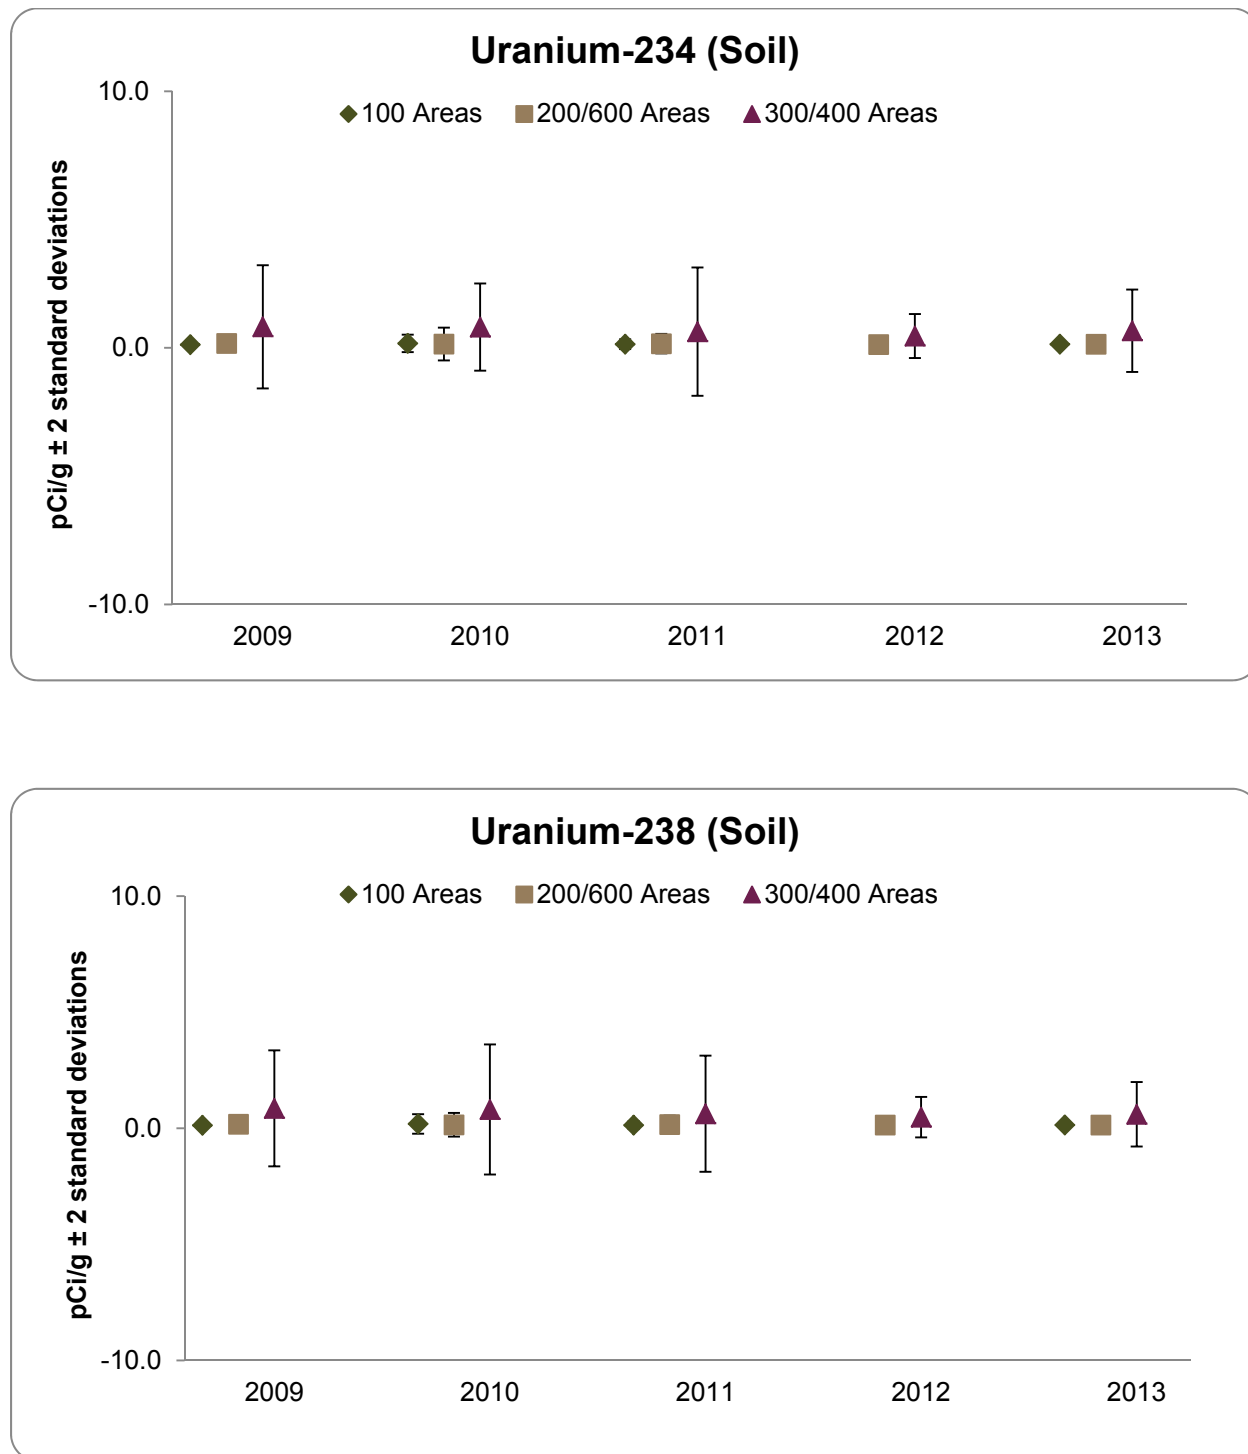 Uranium-234 (Soil)
10.0
100 Areas 200/600 Areas 300/400 Areas
pCi/g ± 2 standard deviations
0.0
-10.0
2009 2010 2011 2012 2013
Uranium-238 (Soil)
10.0
100 Areas 200/600 Areas 300/400 Areas
pCi/g ± 2 standard deviations
0.0
-10.0
2009 2010 2011 2012 2013